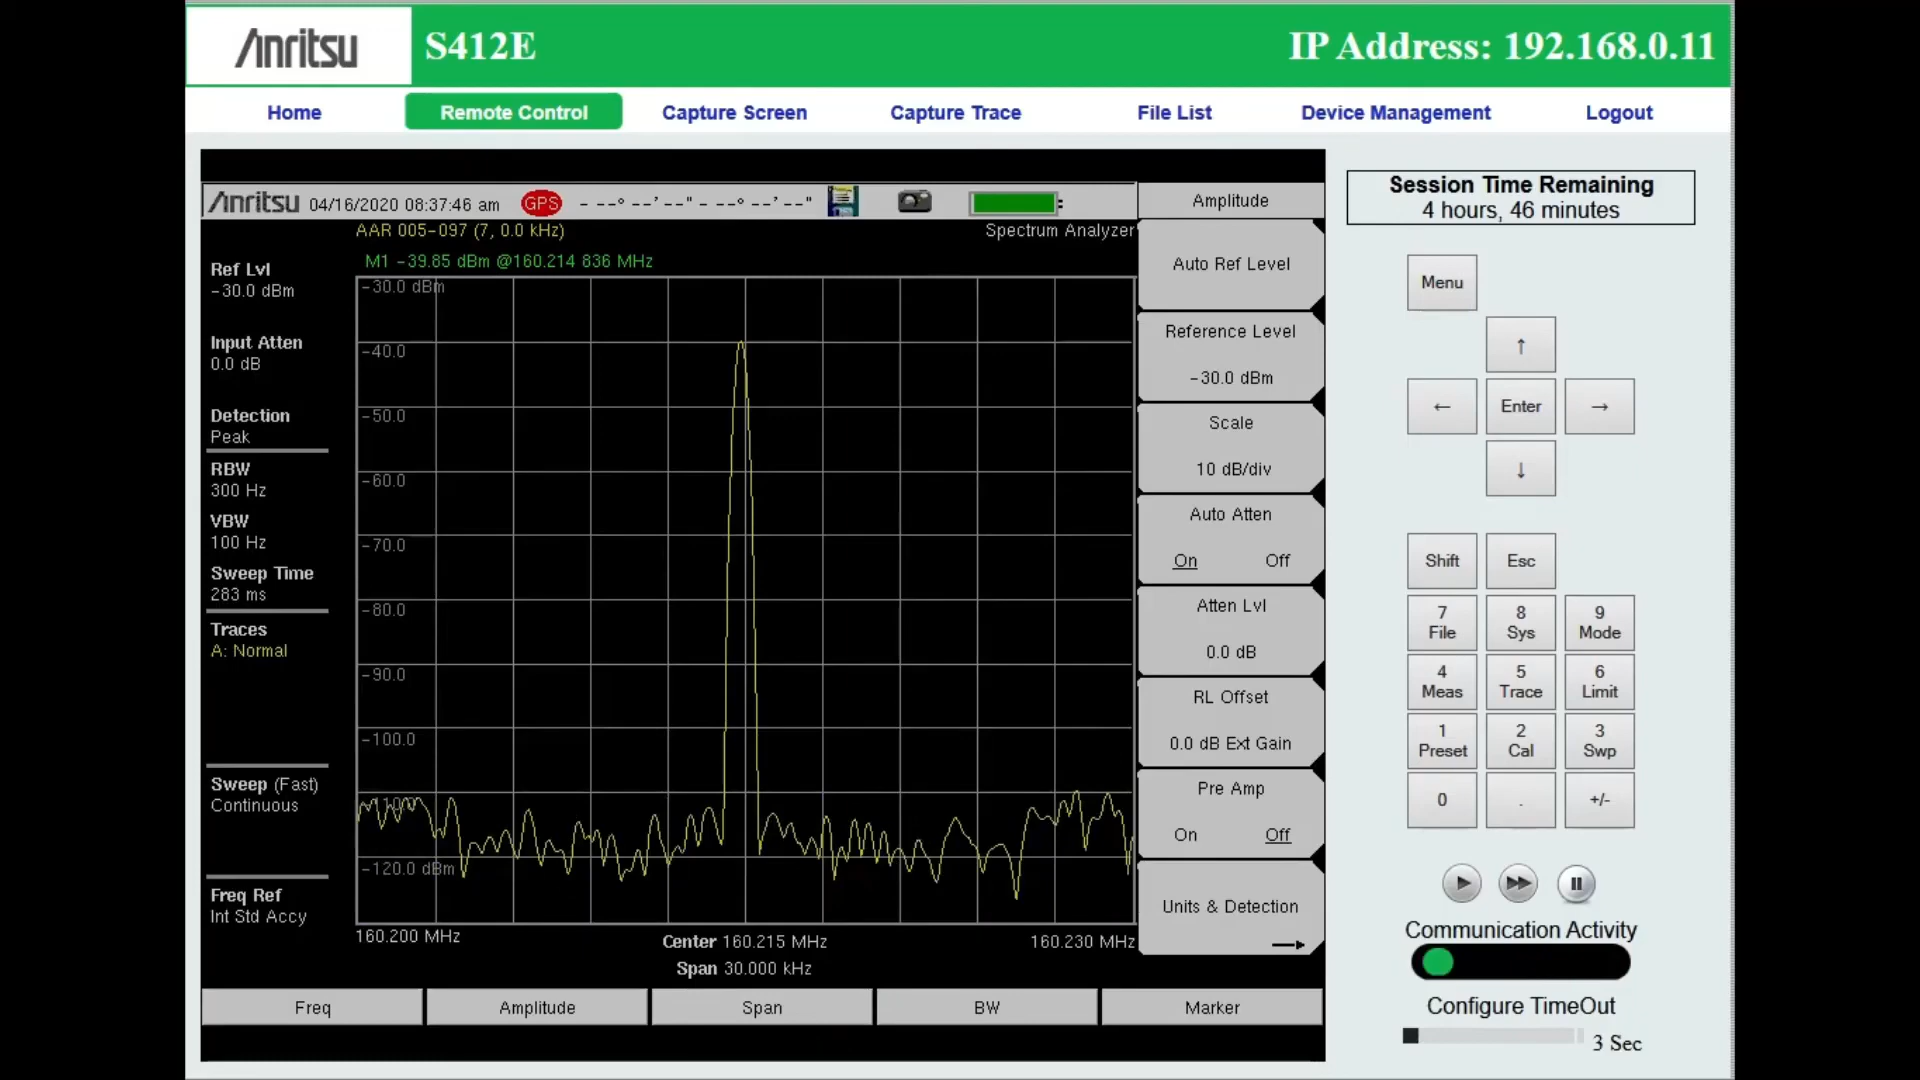 Anritsu
S412E
IP Address: 192.168.0.11
Home
Remote Control
Capture Screen
Capture Trace
File List
Device Management
Logout
Anritsu
04/16/2020 08:37:46 am
GPS
- --° --'--" - --° --'--"
AAR 005-097 (7, 0.0 kHz)
Spectrum Analyzer
M1 -39.85 dBm @160.214 836 MHz
Ref Lvl
-30.0 dBm
Input Atten
0.0 dB
Detection
Peak
RBW
300 Hz
VBW
100 Hz
Sweep Time
283 ms
Traces
A: Normal
Sweep (Fast)
Continuous
Freq Ref
Int Std Accy
-30.0 dBm
-40.0
-50.0
-60.0
-70.0
-80.0
-90.0
-100.0
-110.0
-120.0 dBm
160.200 MHz
Center 160.215 MHz
160.230 MHz
Span 30.000 kHz
Freq
Amplitude
Span
BW
Marker
Amplitude
Auto Ref Level
Reference Level
-30.0 dBm
Scale
10 dB/div
Auto Atten
On Off
Atten Lvl
0.0 dB
RL Offset
0.0 dB Ext Gain
Pre Amp
On Off
Units & Detection
Session Time Remaining
4 hours, 46 minutes
Menu
↑
← Enter →
↓
Shift
Esc
7
File
8
Sys
9
Mode
4
Meas
5
Trace
6
Limit
1
Preset
2
Cal
3
Swp
0
.
+/-
Communication Activity
Configure TimeOut
3 Sec